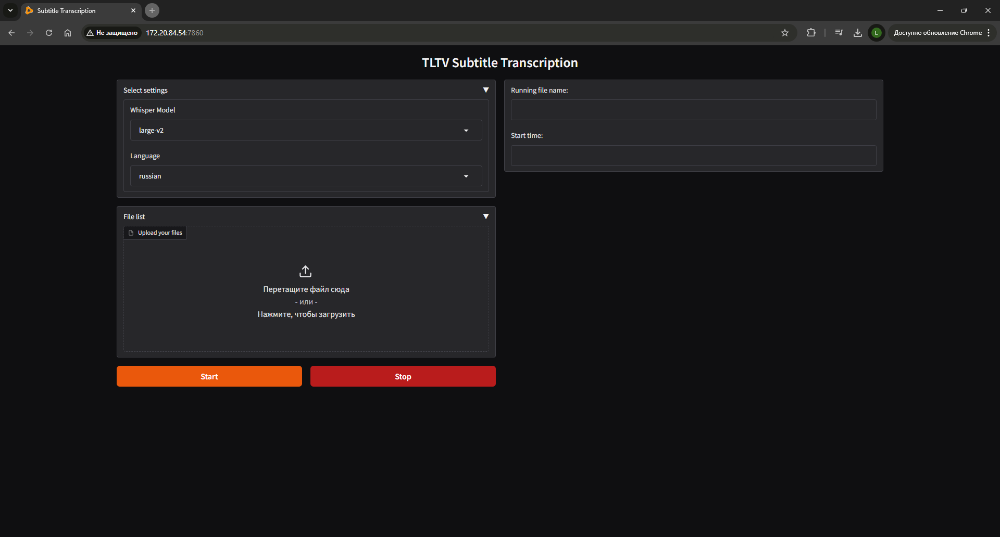 Subtitle Transcription
Не защищено
172.20.84.54:7860
L
Доступно обновление Chrome
TLTV Subtitle Transcription
Select settings
Whisper Model
large-v2
Language
russian
File list
Upload your files
Перетащите файл сюда
- или -
Нажмите, чтобы загрузить
Start
Stop
Running file name:
Start time: